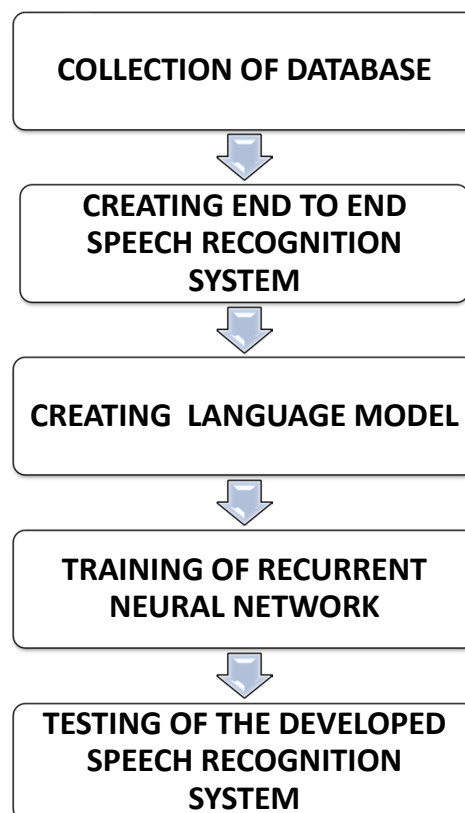 COLLECTION OF DATABASE
CREATING END TO END
SPEECH RECOGNITION
SYSTEM
CREATING LANGUAGE MODEL
TRAINING OF RECURRENT
NEURAL NETWORK
TESTING OF THE DEVELOPED
SPEECH RECOGNITION
SYSTEM